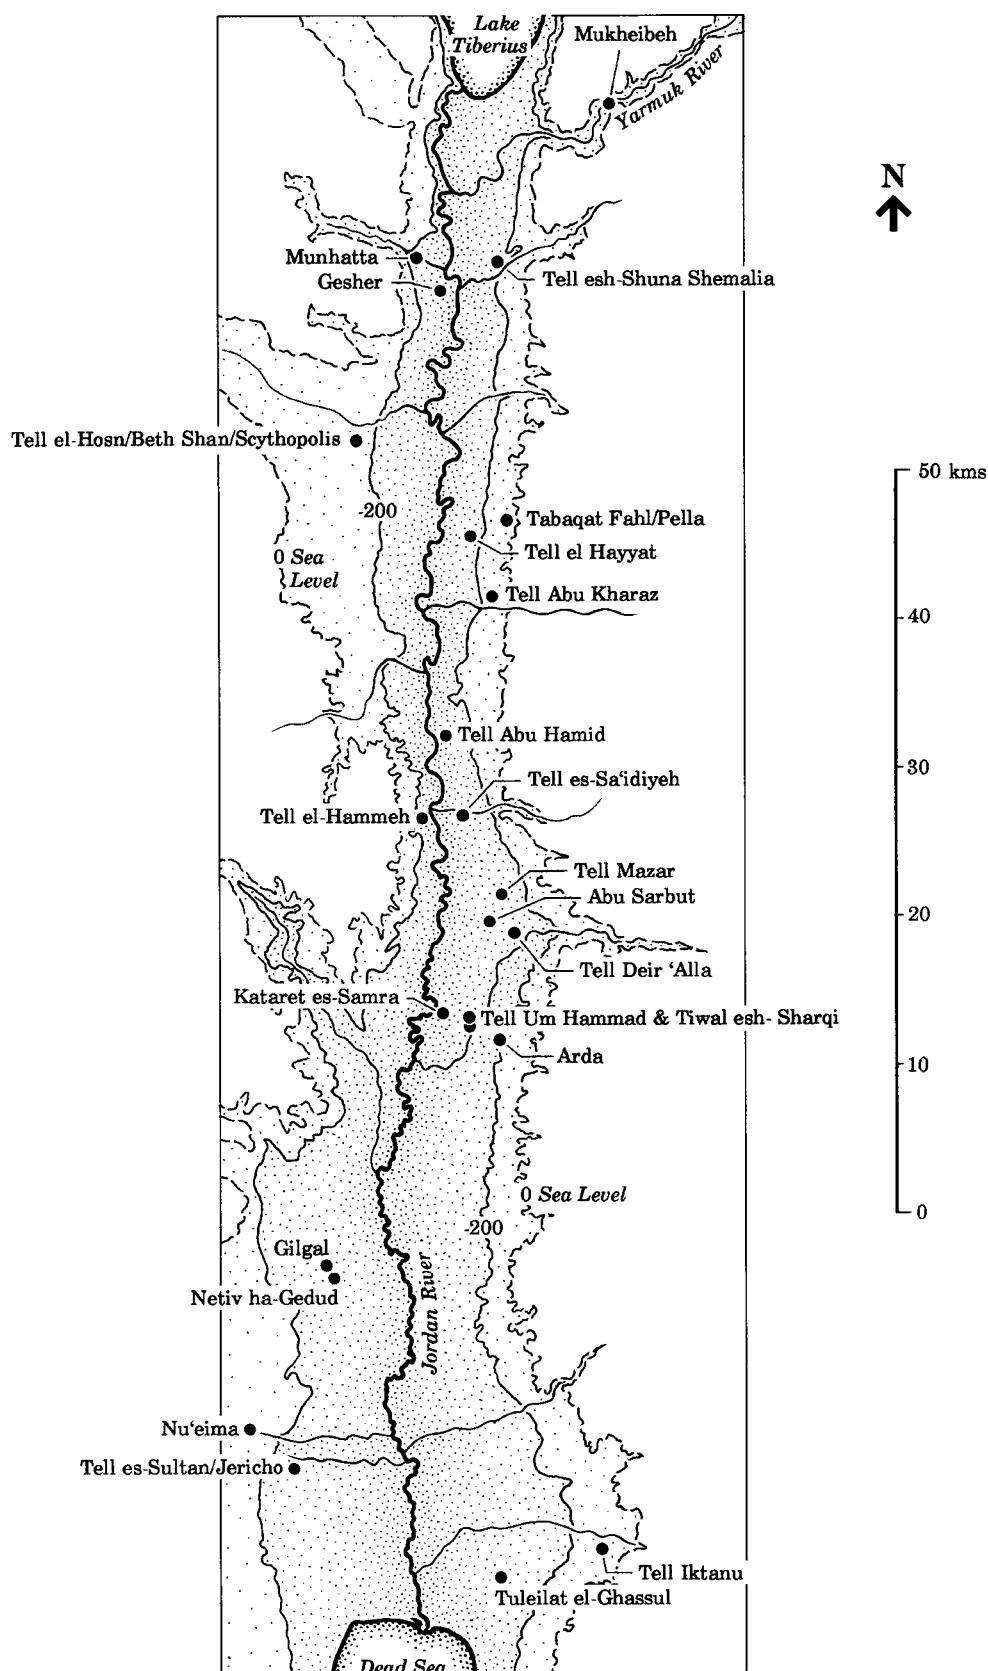 Lake
Tiberius
Mukheibeh
Yarmuk River
N
Munhatta
Gesher
Tell esh-Shuna Shemalia
Tell el-Hosn/Beth Shan/Scythopolis
50 kms
-200
Tabaqat Fahl/Pella
Tell el Hayyat
0 Sea
Level
Tell Abu Kharaz
40
Tell Abu Hamid
30
Tell es-Sa‘idiyeh
Tell el-Hammeh
Tell Mazar
Abu Sarbut
20
Tell Deir ‘Alla
Kataret es-Samra
Tell Um Hammad & Tiwal esh- Sharqi
Arda
10
0 Sea Level
0
-200
Gilgal
Netiv ha-Gedud
Jordan River
Nu‘eima
Tell es-Sultan/Jericho
Tell Iktanu
Tuleilat el-Ghassul
Dead Sea